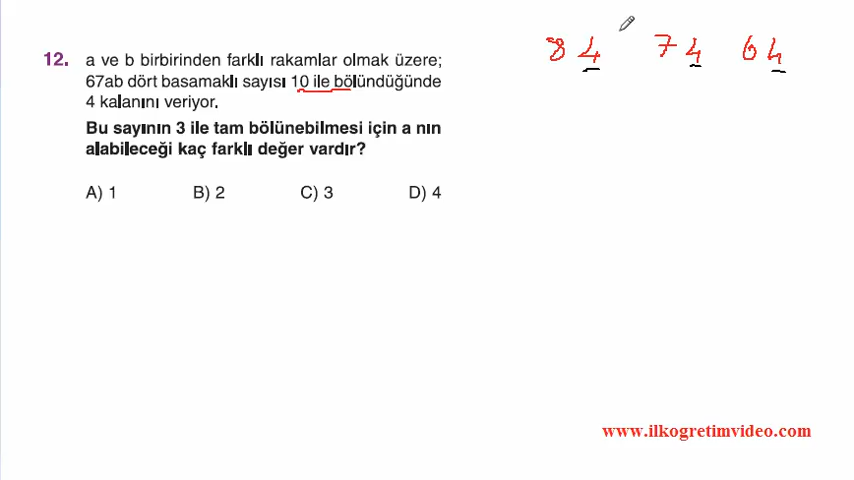 84 74 64
12. a ve b birbirinden farklı rakamlar olmak üzere;
67ab dört basamaklı sayısı 10 ile bölündüğünde
4 kalanını veriyor.
Bu sayının 3 ile tam bölünebilmesi için a nın
alabileceği kaç farklı değer vardır?
A) 1 B) 2 C) 3 D) 4
www.ilkogretimvideo.com